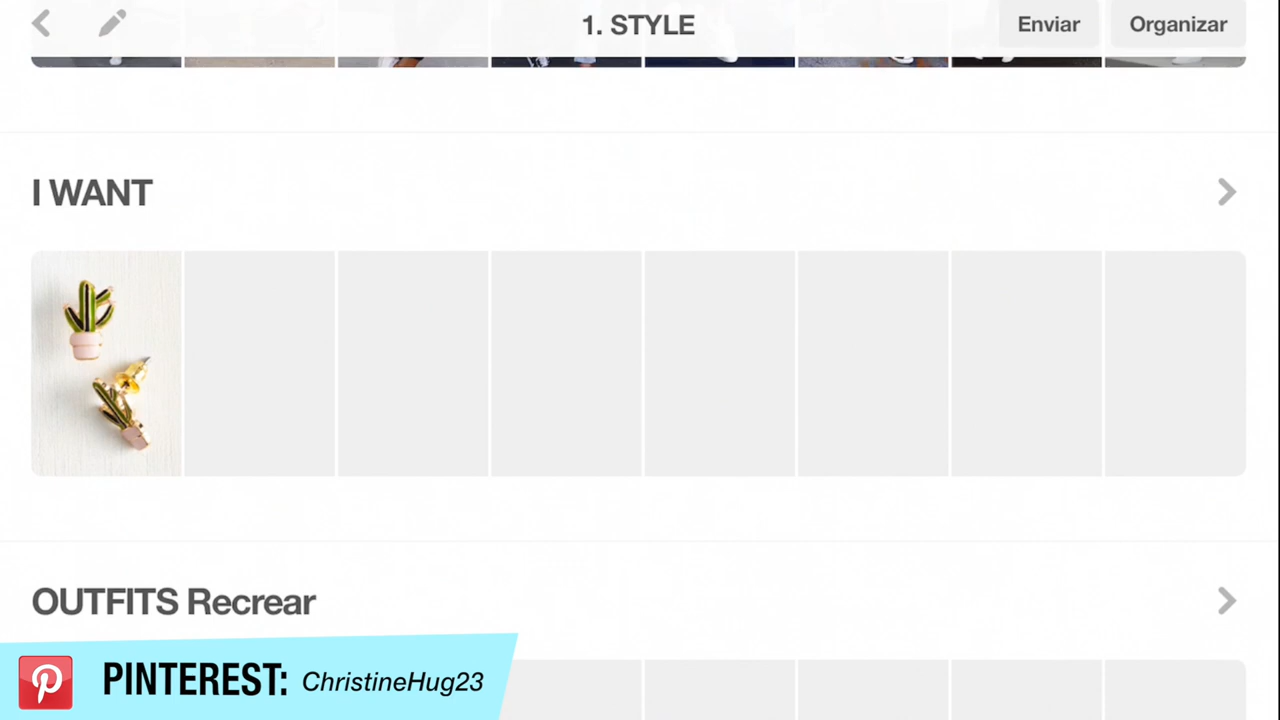 1. STYLE
Enviar
Organizar
I WANT
OUTFITS Recrear
PINTEREST: ChristineHug23